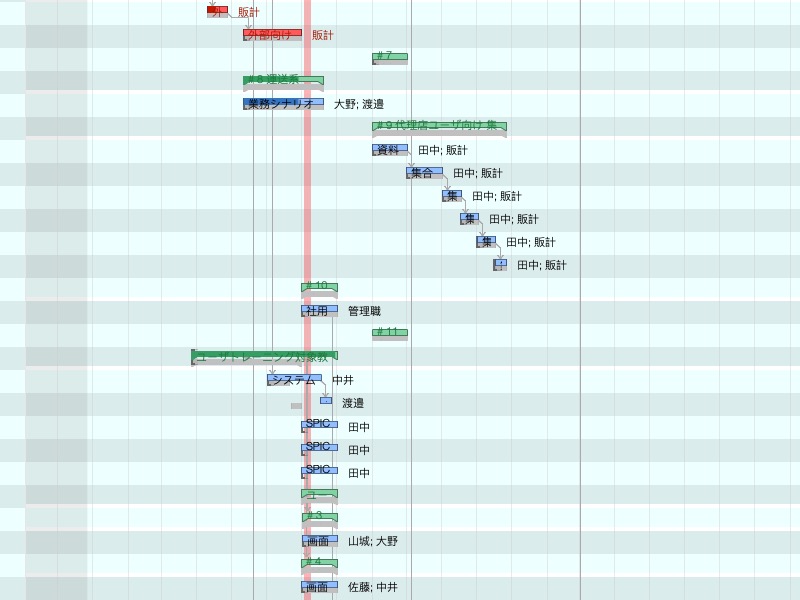 外 販計
外部向け 販計
#7
#8 運送系
業務シナリオ 大野; 渡邉
#9 代理店ユーザ向け 集
資料 田中; 販計
集合 田中; 販計
集 田中; 販計
集 田中; 販計
集 田中; 販計
田中; 販計
#10
社用 管理職
#11
ユーザトレーニング対象教
システム 中井
渡邉
SPIC 田中
SPIC 田中
SPIC 田中
ユー
#3
画面 山城; 大野
#4
画面 佐藤; 中井